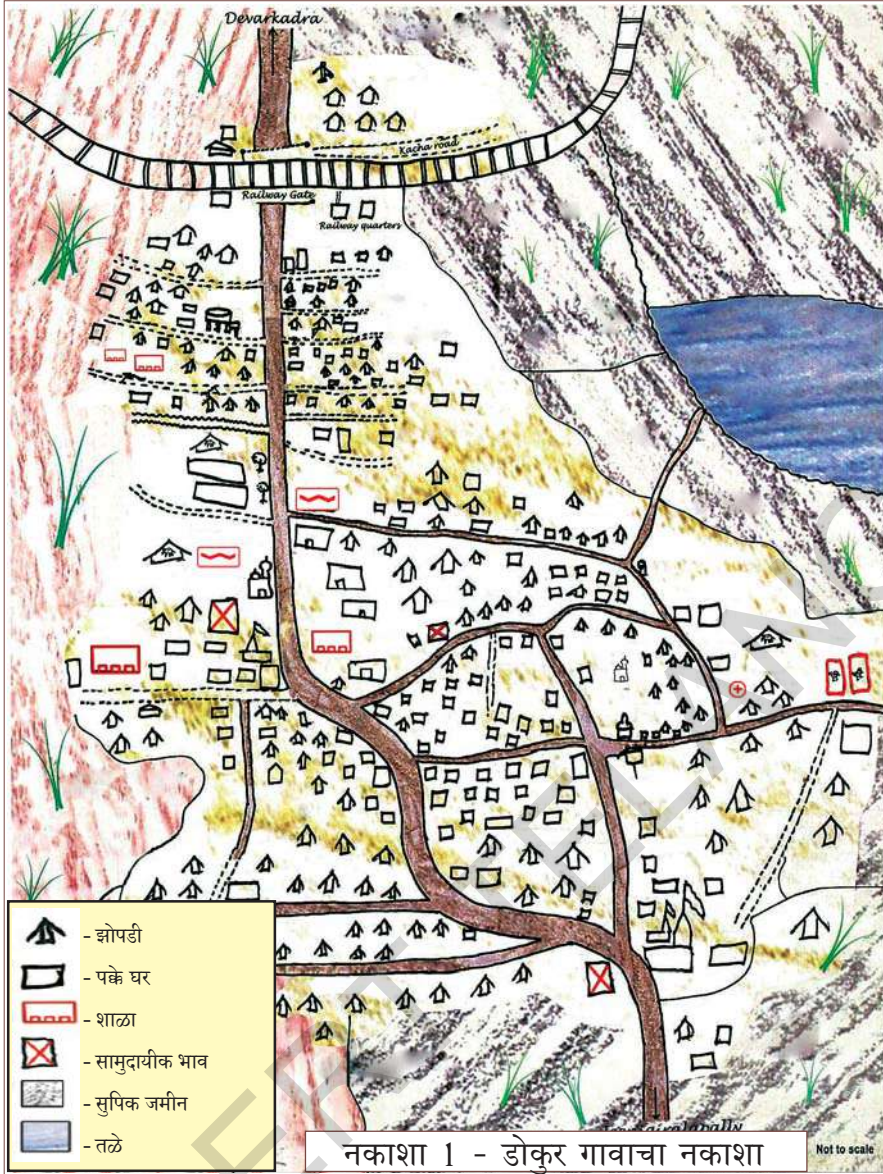 Devarkadra
Kacha road
Railway Gate
Railway quarters
- झोपडी
- पक्के घर
- शाळा
- सामुदायीक भाव
- सुपिक जमीन
- तळे
नकाशा 1 - डोकुर गावाचा नकाशा
Not to scale